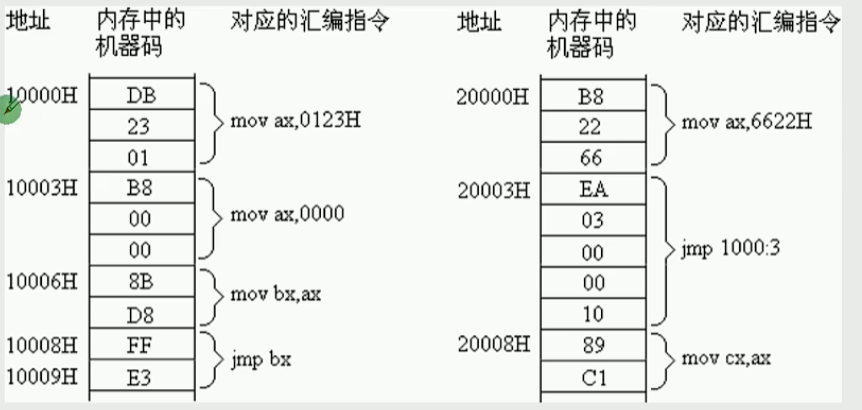 地址 内存中的 对应的汇编指令 地址 内存中的 对应的汇编指令
机器码 机器码
10000H DB 20000H B8
mov ax,0123H mov ax,6622H
23 22
01 66
10003H B8 20003H EA
mov ax,0000
00 03
00 00
jmp 1000:3
10006H 8B 00
mov bx,ax
D8 10
10008H FF 20008H 89
jmp bx mov cx,ax
10009H E3 C1